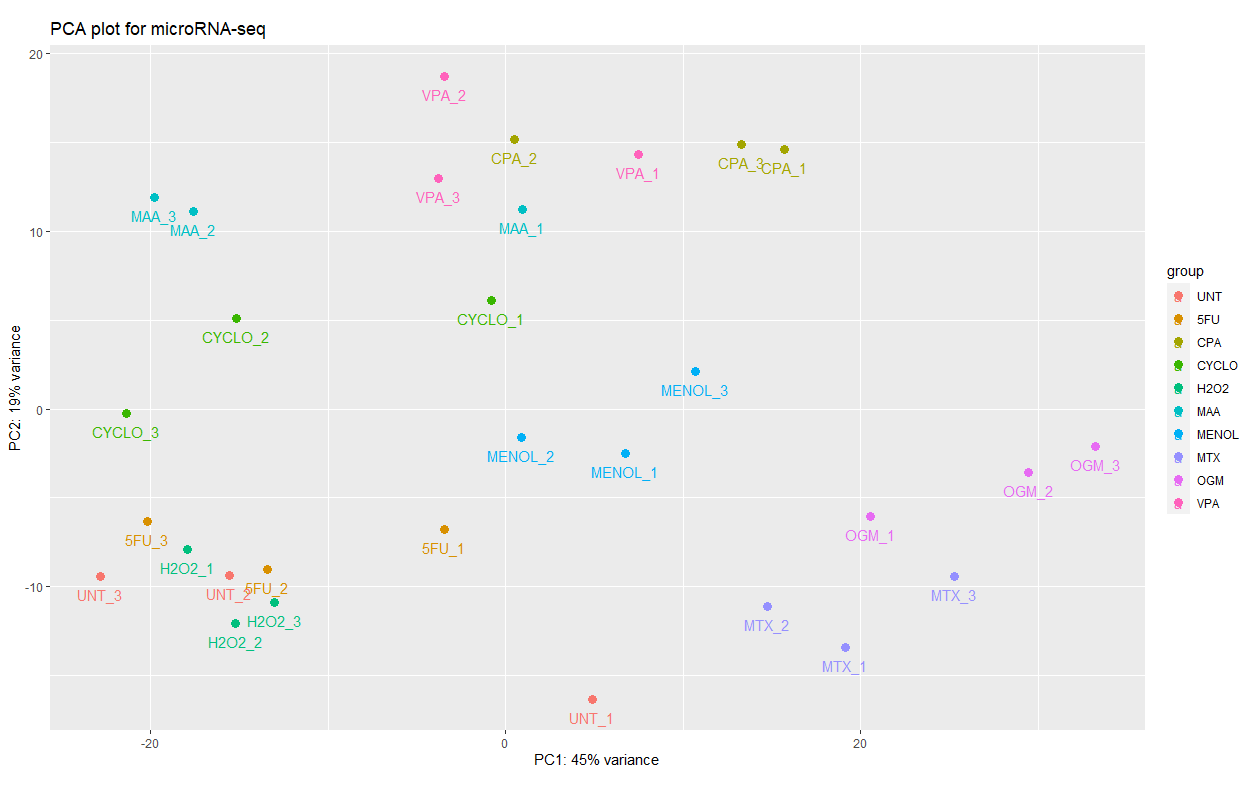 PCA plot for microRNA-seq
20
10
0
-10
PC2: 19% variance
VPA_2
CPA_2
VPA_1
CPA_3
CPA_1
VPA_3
MAA_3
MAA_2
MAA_1
CYCLO_1
CYCLO_2
MENOL_3
CYCLO_3
MENOL_2
MENOL_1
OGM_3
OGM_2
5FU_3
5FU_1
OGM_1
H2O2_1
UNT_3
UNT_2
5FU_2
MTX_3
H2O2_3
MTX_2
H2O2_2
MTX_1
UNT_1
-20
0
20
PC1: 45% variance
group
UNT
5FU
CPA
CYCLO
H2O2
MAA
MENOL
MTX
OGM
VPA